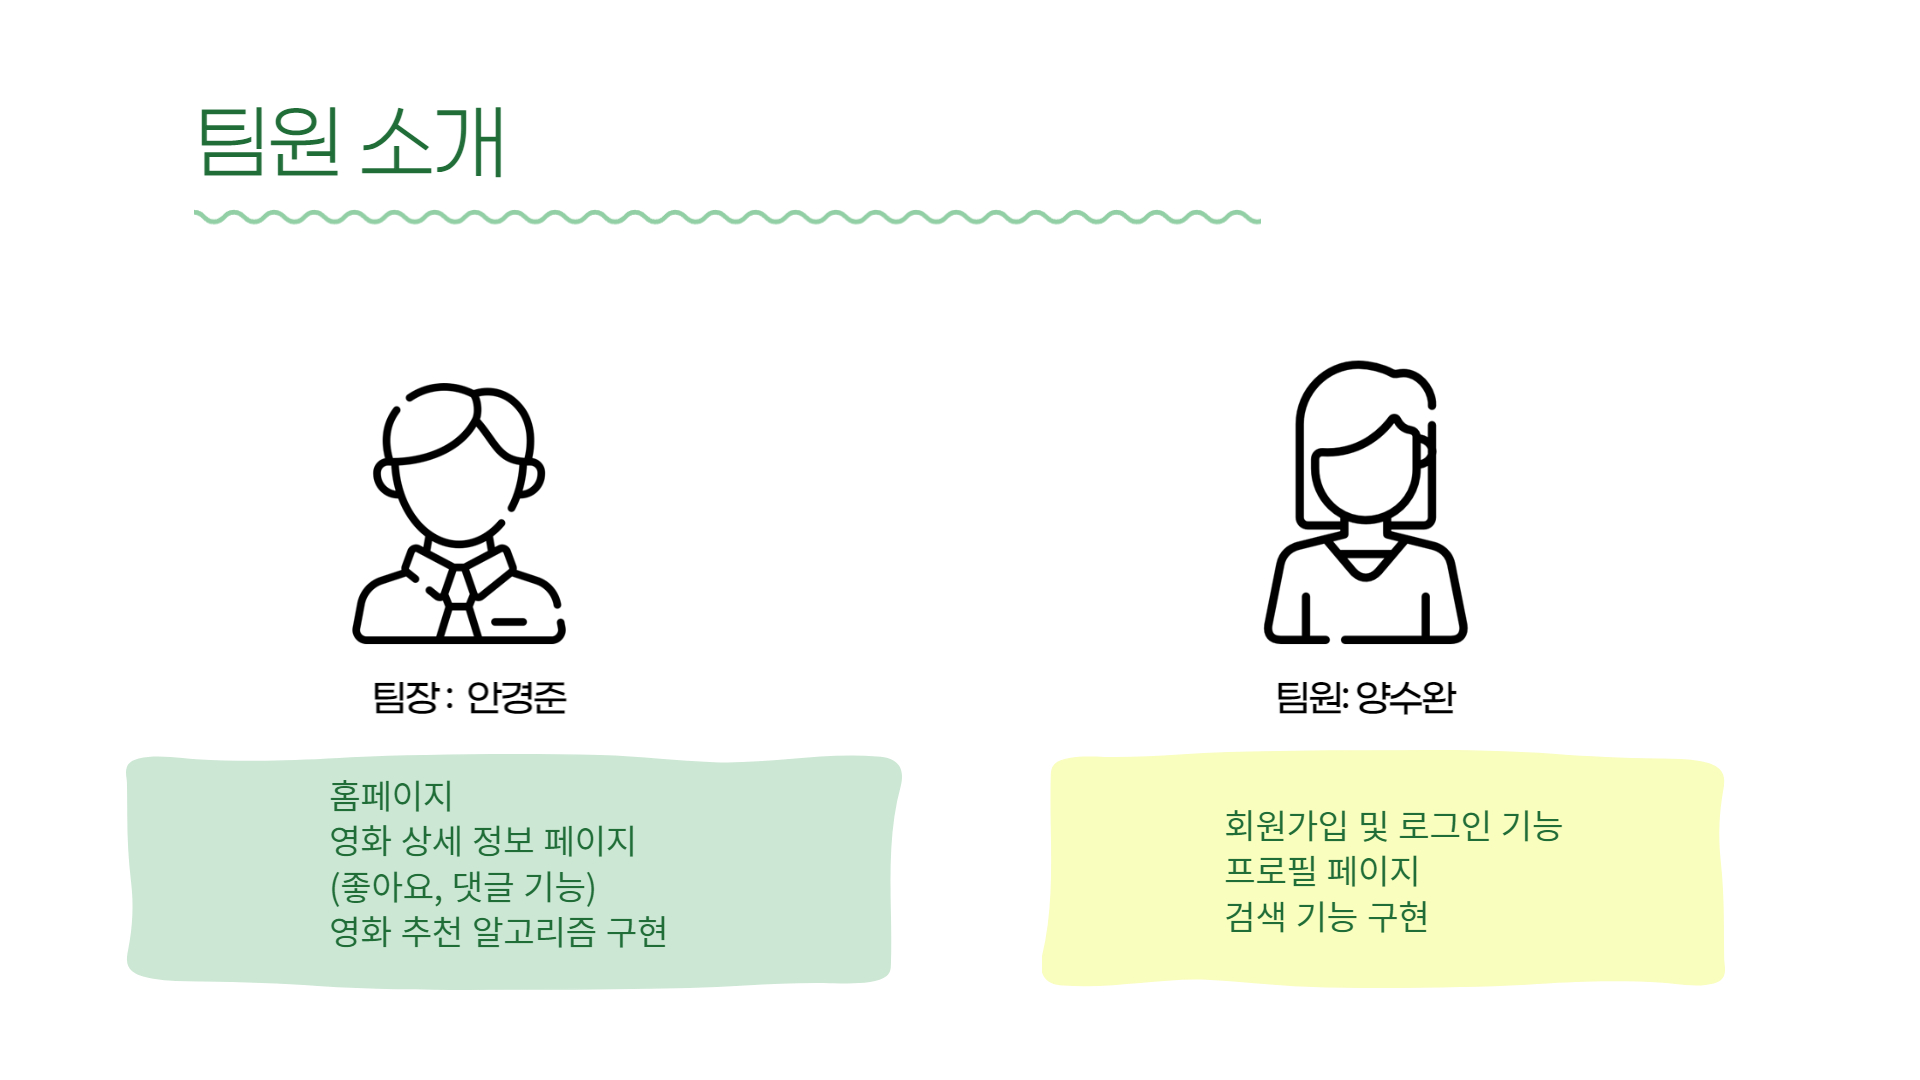 팀원 소개
팀장 : 안경준
홈페이지
영화 상세 정보 페이지
(좋아요, 댓글 기능)
영화 추천 알고리즘 구현
팀원: 양수완
회원가입 및 로그인 기능
프로필 페이지
검색 기능 구현